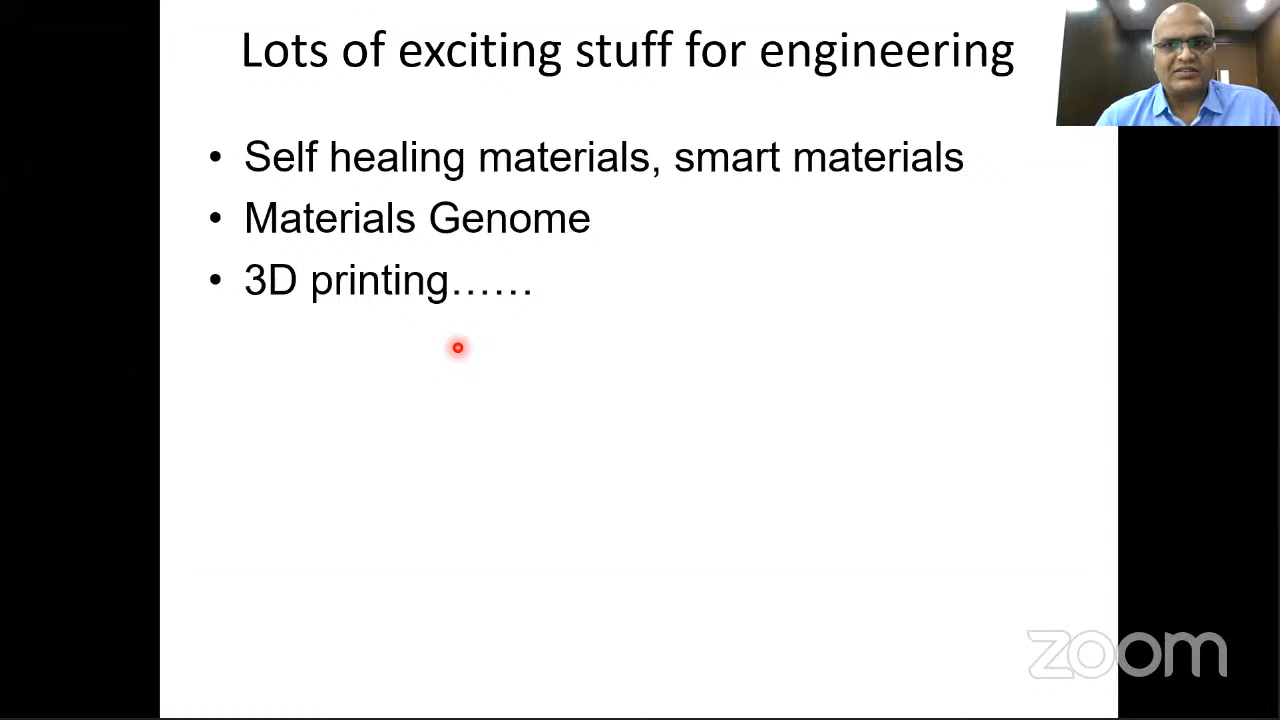 Lots of exciting stuff for engineering
• Self healing materials, smart materials
• Materials Genome
• 3D printing......
zoom